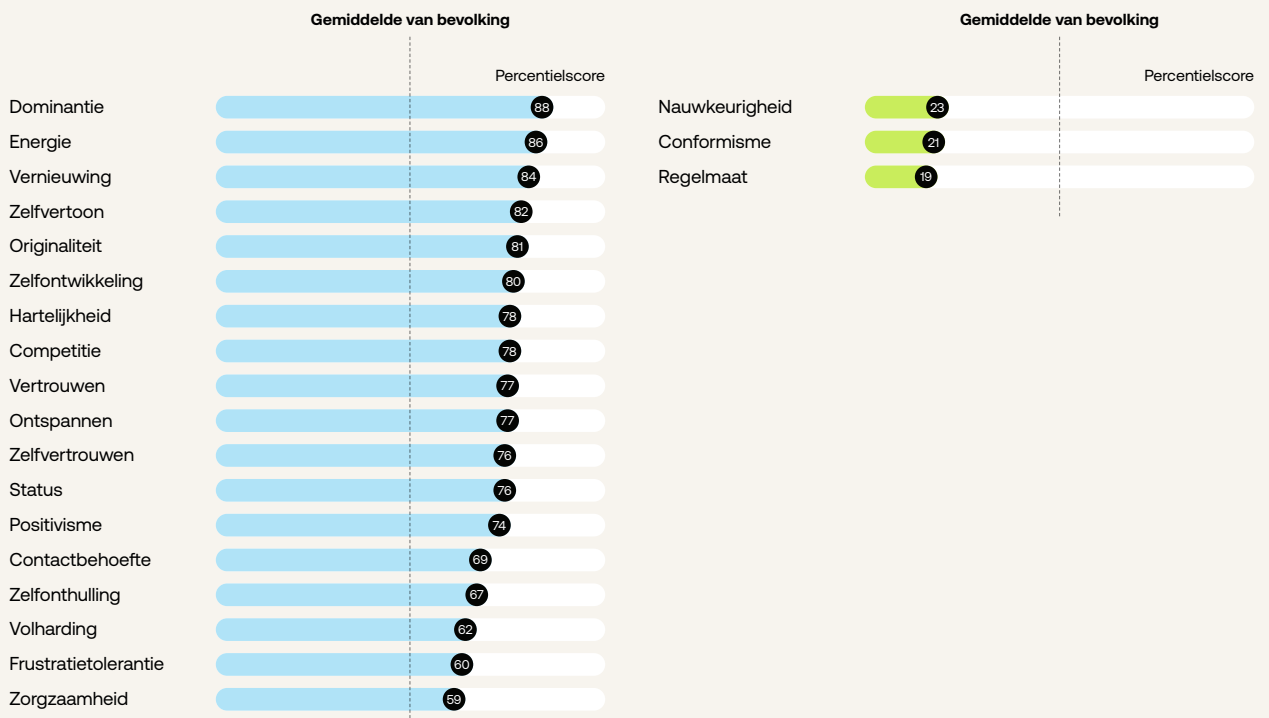 Gemiddelde van bevolking
Percentielscore
Dominantie 88
Energie 86
Vernieuwing 84
Zelfvertoon 82
Originaliteit 81
Zelfontwikkeling 80
Hartelijkheid 78
Competitie 78
Vertrouwen 77
Ontspannen 77
Zelfvertrouwen 76
Status 76
Positivisme 74
Contactbehoefte 69
Zelfonthulling 67
Volharding 62
Frustratietolerantie 60
Zorgzaamheid 59
Gemiddelde van bevolking
Percentielscore
Nauwkeurigheid 23
Conformisme 21
Regelmaat 19